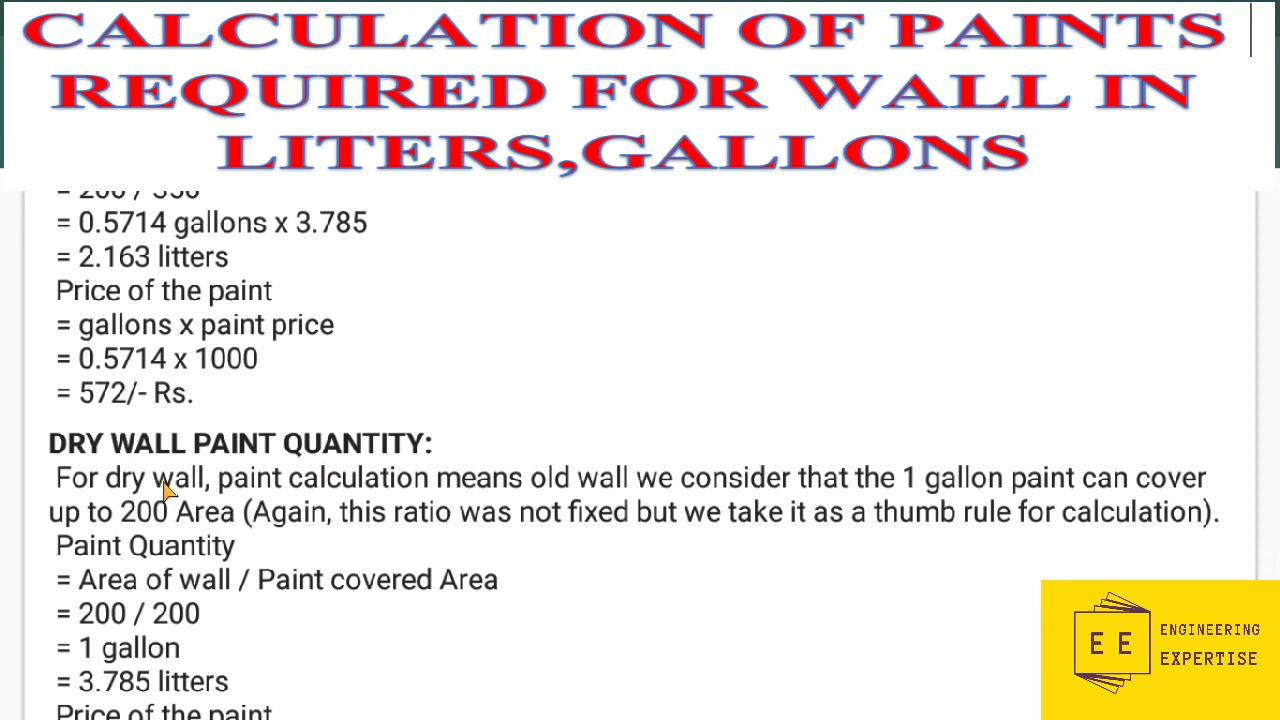 CALCULATION OF PAINTS
REQUIRED FOR WALL IN
LITERS,GALLONS
= 200 / 350
= 0.5714 gallons x 3.785
= 2.163 litters
Price of the paint
= gallons x paint price
= 0.5714 x 1000
= 572/- Rs.
DRY WALL PAINT QUANTITY:
For dry wall, paint calculation means old wall we consider that the 1 gallon paint can cover
up to 200 Area (Again, this ratio was not fixed but we take it as a thumb rule for calculation).
Paint Quantity
= Area of wall / Paint covered Area
= 200 / 200
= 1 gallon
= 3.785 litters
Price of the paint
E E
ENGINEERING
EXPERTISE